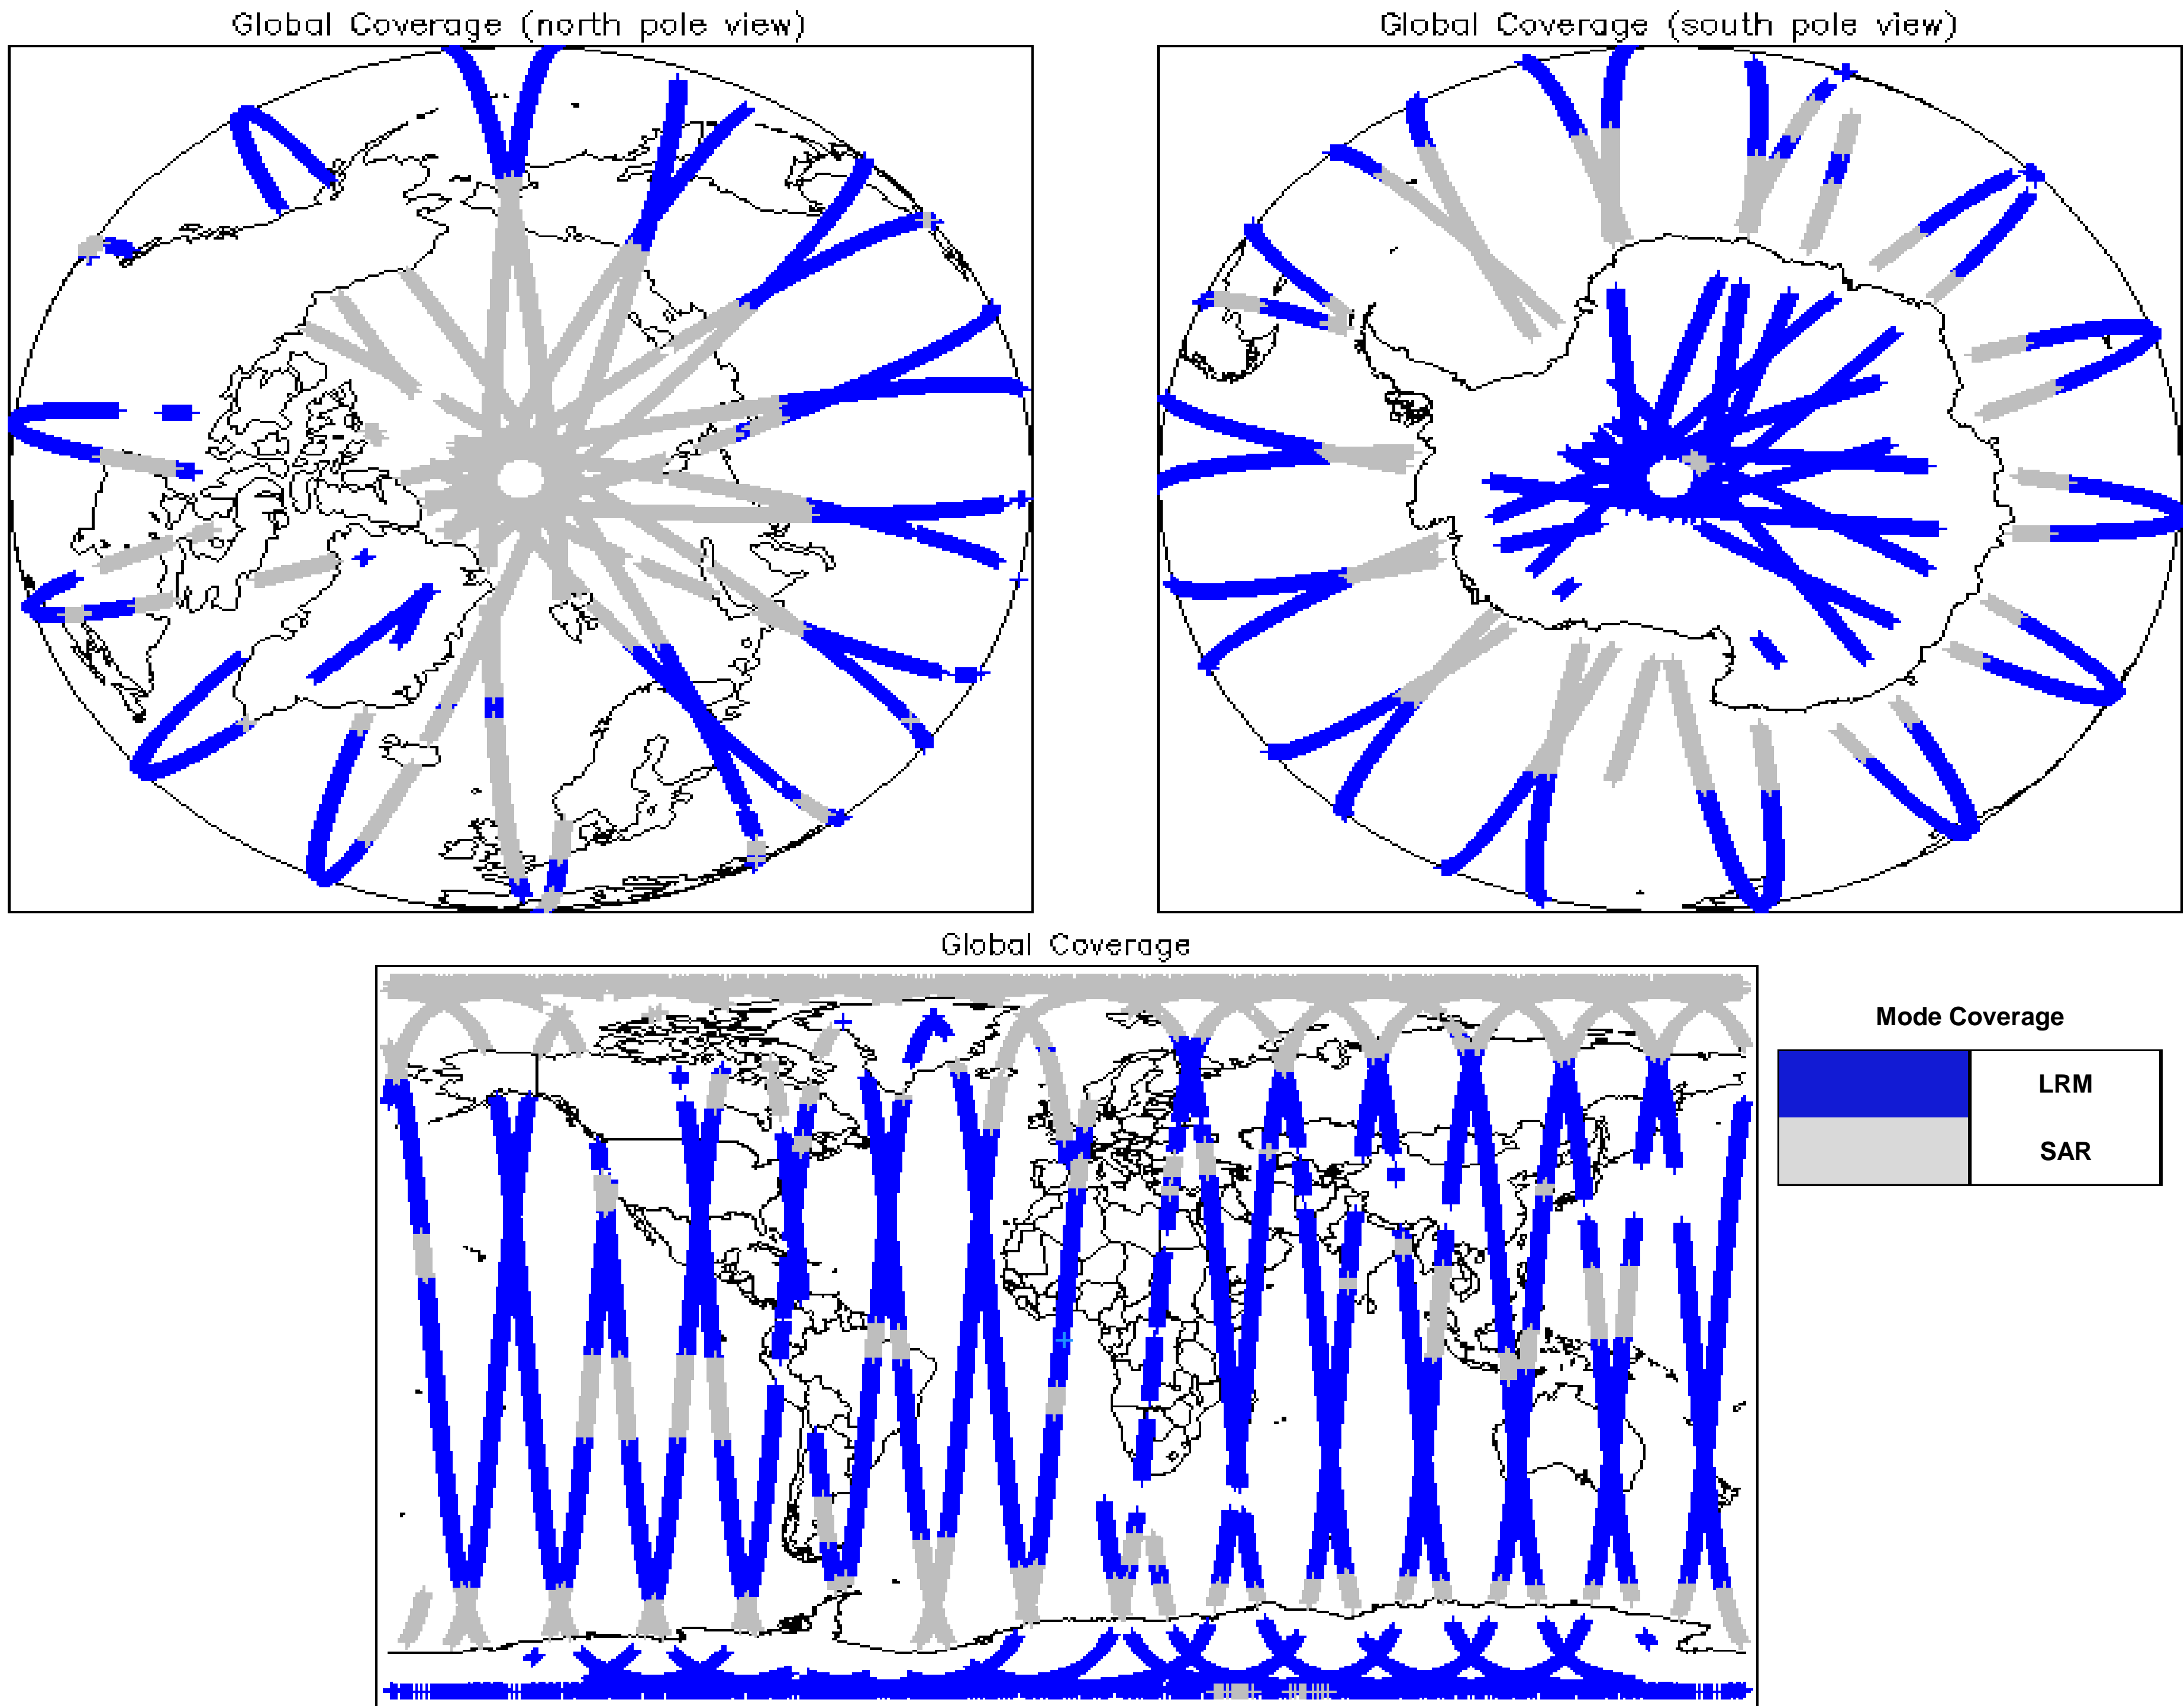 Global Coverage (north pole view)
Global Coverage (south pole view)
Global Coverage
Mode Coverage
LRM
SAR